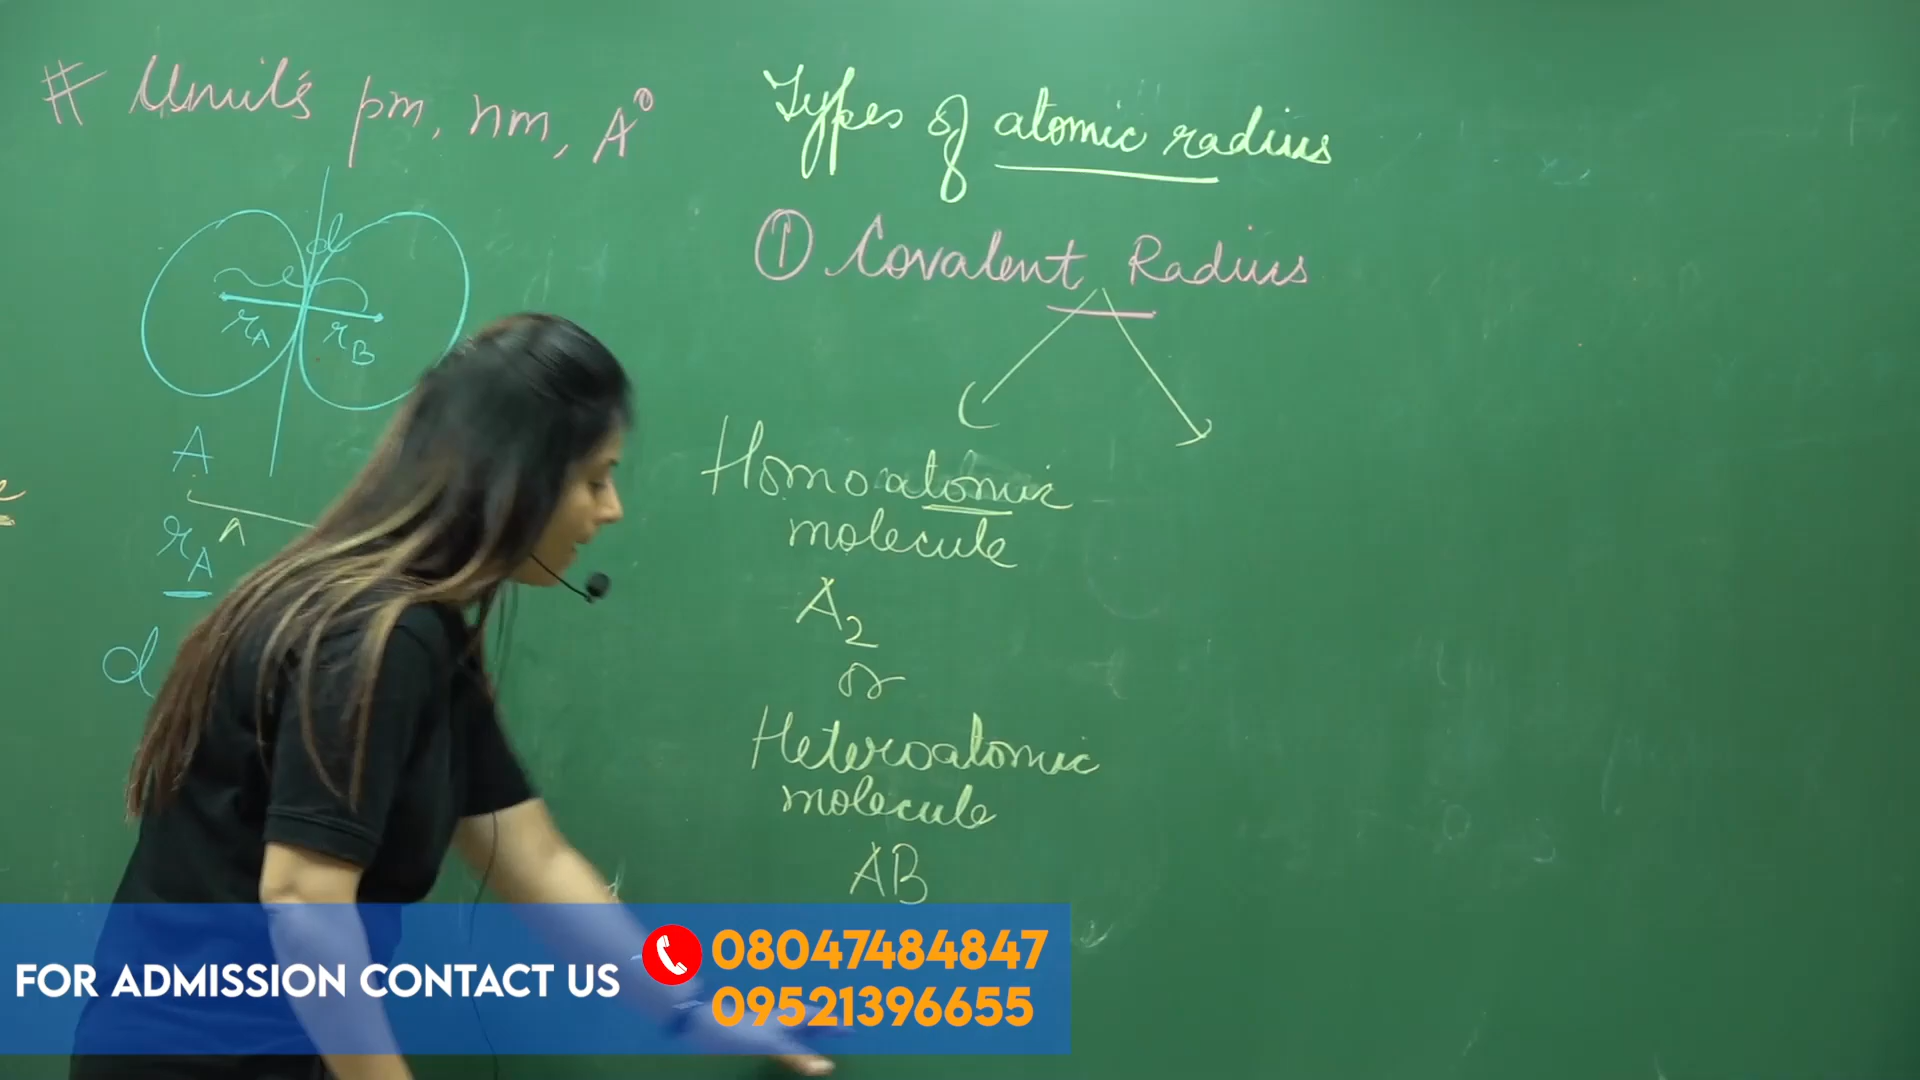 # Units pm, nm, A°
d
rA rB
A
rA
d
Types of atomic radius
① Covalent Radius
Homoatomic
molecule
A2
or
Heteroatomic
molecule
AB
FOR ADMISSION CONTACT US
08047484847
09521396655